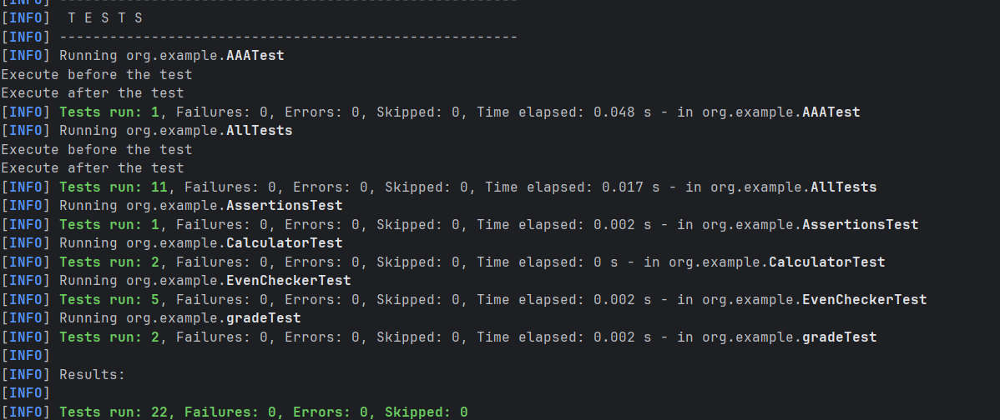 [INFO] -------------------------------------------------------
[INFO]  T E S T S
[INFO] -------------------------------------------------------
[INFO] Running org.example.AAATest
Execute before the test
Execute after the test
[INFO] Tests run: 1, Failures: 0, Errors: 0, Skipped: 0, Time elapsed: 0.048 s - in org.example.AAATest
[INFO] Running org.example.AllTests
Execute before the test
Execute after the test
[INFO] Tests run: 11, Failures: 0, Errors: 0, Skipped: 0, Time elapsed: 0.017 s - in org.example.AllTests
[INFO] Running org.example.AssertionsTest
[INFO] Tests run: 1, Failures: 0, Errors: 0, Skipped: 0, Time elapsed: 0.002 s - in org.example.AssertionsTest
[INFO] Running org.example.CalculatorTest
[INFO] Tests run: 2, Failures: 0, Errors: 0, Skipped: 0, Time elapsed: 0 s - in org.example.CalculatorTest
[INFO] Running org.example.EvenCheckerTest
[INFO] Tests run: 5, Failures: 0, Errors: 0, Skipped: 0, Time elapsed: 0.002 s - in org.example.EvenCheckerTest
[INFO] Running org.example.gradeTest
[INFO] Tests run: 2, Failures: 0, Errors: 0, Skipped: 0, Time elapsed: 0.002 s - in org.example.gradeTest
[INFO]
[INFO] Results:
[INFO]
[INFO] Tests run: 22, Failures: 0, Errors: 0, Skipped: 0